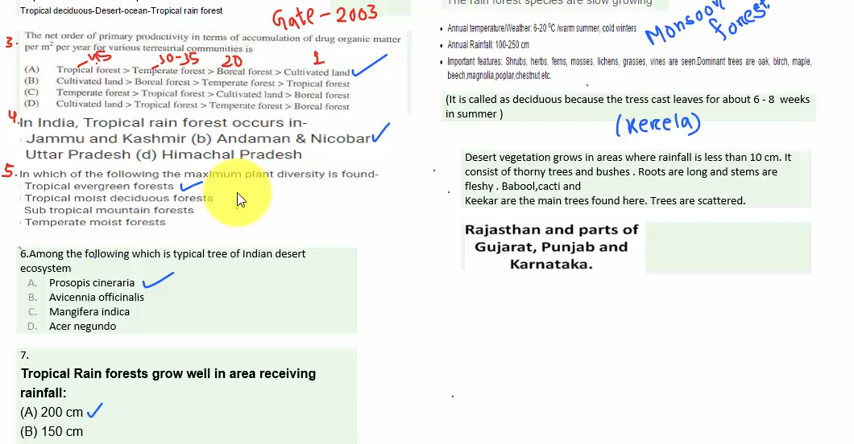 Tropical deciduous-Desert-ocean-Tropical rain forest
Gate - 2003
3.
The net order of primary productivity in terms of accumulation of drug organic matter
per m² per year for various terrestrial communities is
45 30-35 20 1
(A) Tropical forest > Temperate forest > Boreal forest > Cultivated land
(B) Cultivated land > Boreal forest > Temperate forest > Tropical forest
(C) Temperate forest > Tropical forest > Cultivated land > Boreal forest
(D) Cultivated land > Tropical forest > Temperate forest > Boreal forest
4.
In India, Tropical rain forest occurs in-
Jammu and Kashmir (b) Andaman & Nicobar
Uttar Pradesh (d) Himachal Pradesh
5.
In which of the following the maximum plant diversity is found-
Tropical evergreen forests
Tropical moist deciduous forests
Sub tropical mountain forests
Temperate moist forests
6.Among the following which is typical tree of Indian desert
ecosystem
A. Prosopis cineraria
B. Avicennia officinalis
C. Mangifera indica
D. Acer negundo
7.
Tropical Rain forests grow well in area receiving
rainfall:
(A) 200 cm
(B) 150 cm
The rain forest species are slow growing
Monsoon
forest
• Annual temperature/Weather: 6-20 °C /warm summer, cold winters
• Annual Rainfall: 100-250 cm
• Important features: Shrubs, herbs, ferns, mosses, lichens, grasses, vines are seen.Dominant trees are oak, birch, maple,
beech,magnolia,poplar,chestnut etc.
(It is called as deciduous because the tress cast leaves for about 6 - 8 weeks
in summer )
(Kerela)
Desert vegetation grows in areas where rainfall is less than 10 cm. It
consist of thorny trees and bushes . Roots are long and stems are
fleshy . Babool,cacti and
Keekar are the main trees found here. Trees are scattered.
Rajasthan and parts of
Gujarat, Punjab and
Karnataka.